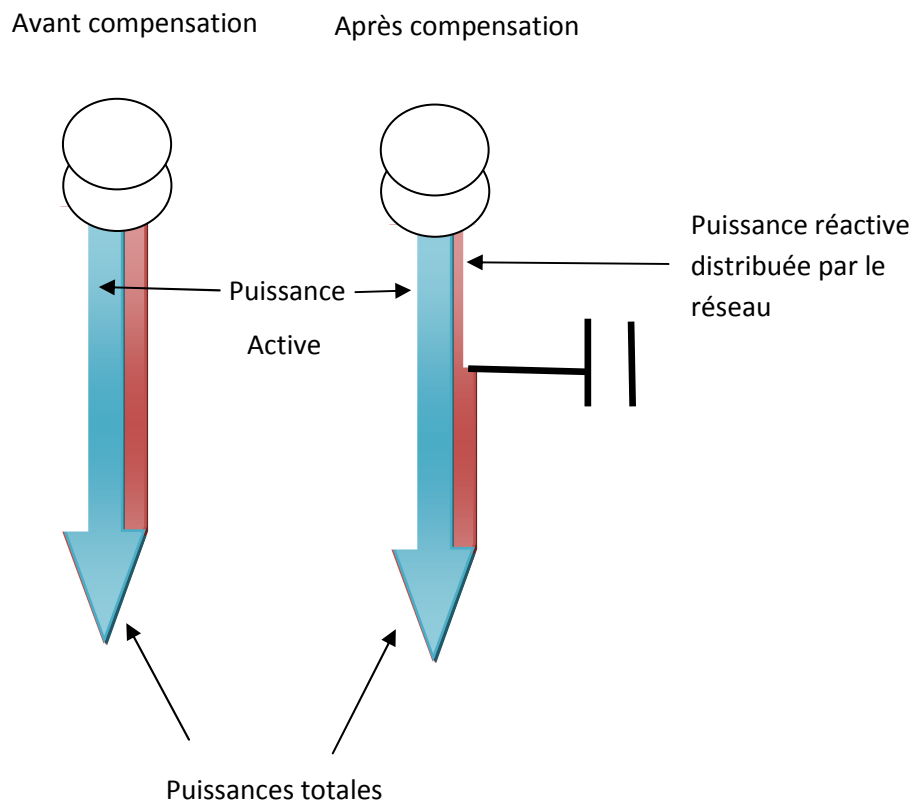 Avant compensation
Après compensation
Puissance réactive
distribuée par le
réseau
Puissance
Active
Puissances totales